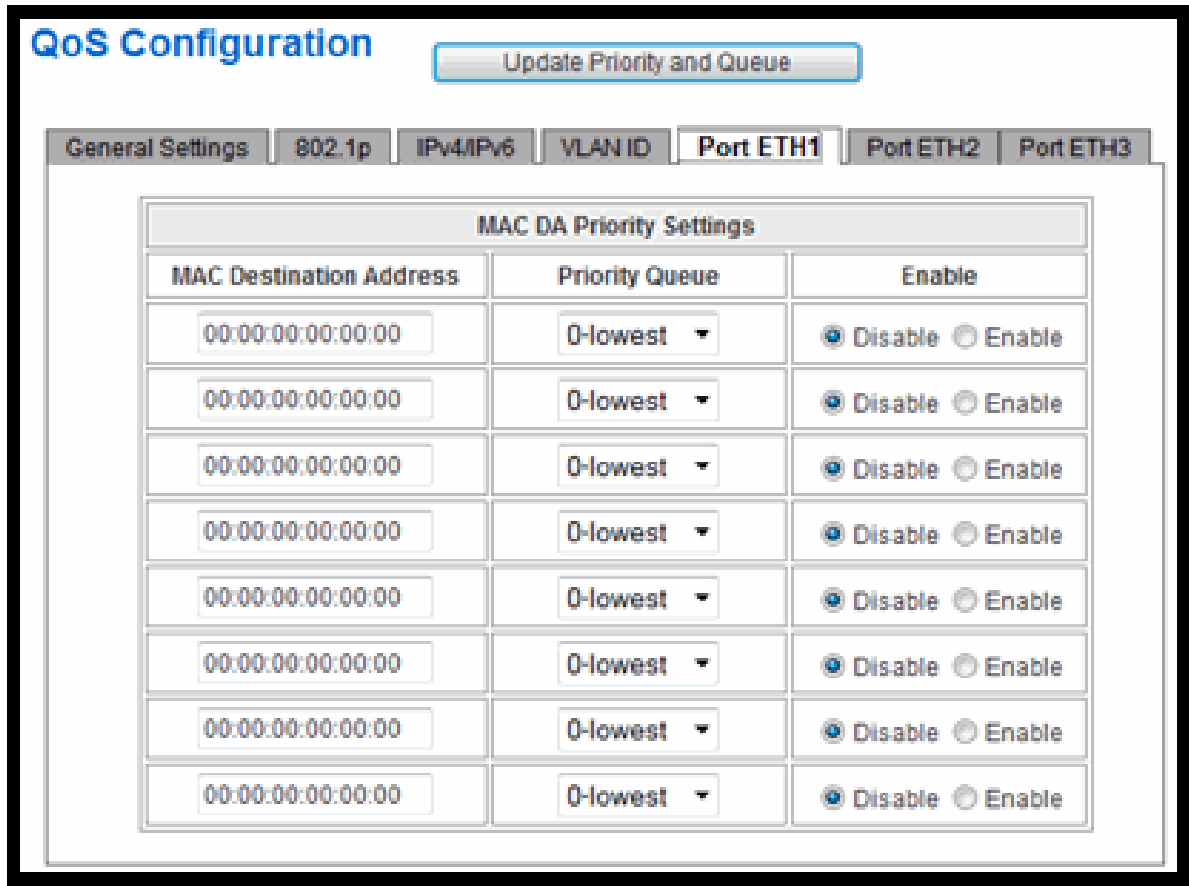 QoS Configuration
Update Priority and Queue
General Settings 802.1p IPv4/IPv6 VLAN ID Port ETH1 Port ETH2 Port ETH3
MAC DA Priority Settings
MAC Destination Address Priority Queue Enable
00:00:00:00:00:00 0-lowest Disable Enable
00:00:00:00:00:00 0-lowest Disable Enable
00:00:00:00:00:00 0-lowest Disable Enable
00:00:00:00:00:00 0-lowest Disable Enable
00:00:00:00:00:00 0-lowest Disable Enable
00:00:00:00:00:00 0-lowest Disable Enable
00:00:00:00:00:00 0-lowest Disable Enable
00:00:00:00:00:00 0-lowest Disable Enable